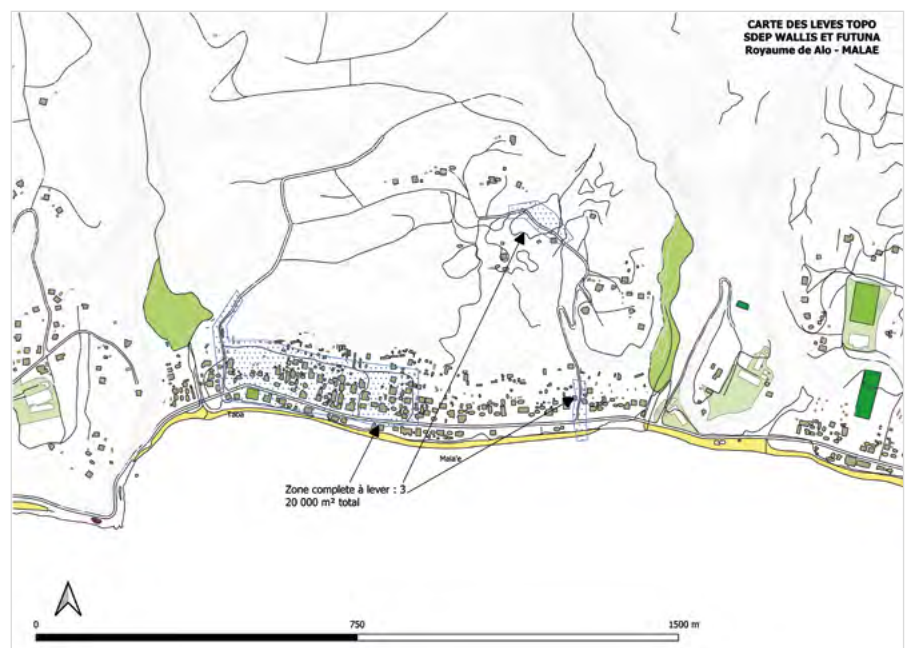 CARTE DES LEVES TOPO
SDEP WALLIS ET FUTUNA
Royaume de Alo - MALAE
Taoa
Mala'e
Zone complete à lever : 3
20 000 m² total
0
750
1500 m